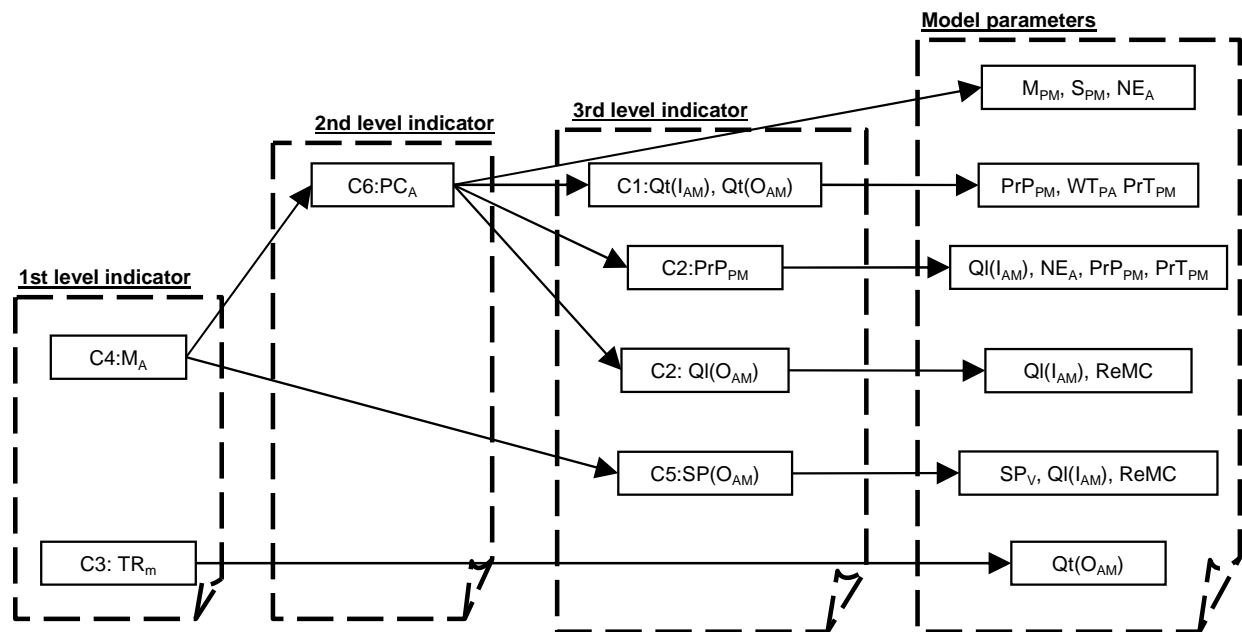 Model parameters
M_PM, S_PM, NE_A
2nd level indicator
3rd level indicator
C6:PC_A
C1:Qt(I_AM), Qt(O_AM)
PrP_PM, WT_PA PrT_PM
C2:PrP_PM
Ql(I_AM), NE_A, PrP_PM, PrT_PM
1st level indicator
C4:M_A
C2: Ql(O_AM)
Ql(I_AM), ReMC
C5:SP(O_AM)
SP_V, Ql(I_AM), ReMC
C3: TR_m
Qt(O_AM)